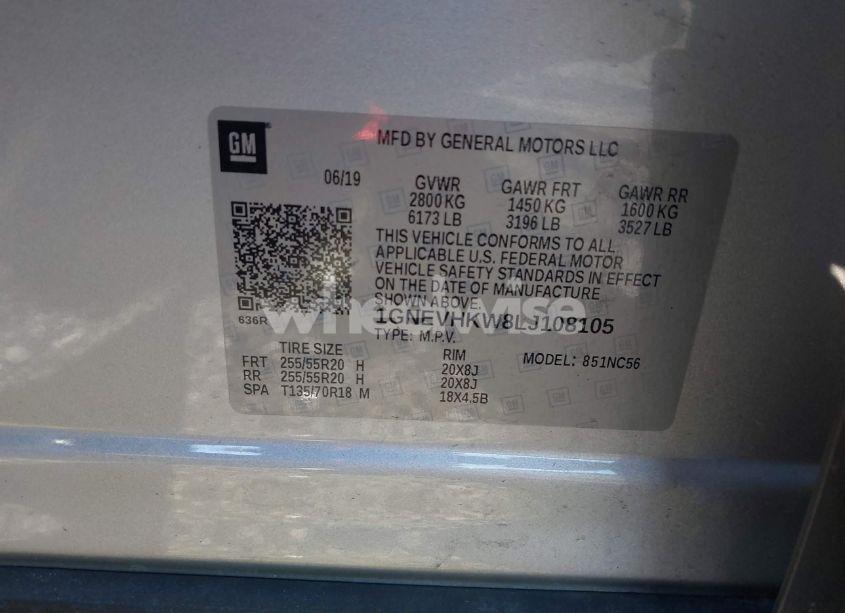 GM
MFD BY GENERAL MOTORS LLC
06/19
GVWR GAWR FRT GAWR RR
2800 KG 1450 KG 1600 KG
6173 LB 3196 LB 3527 LB
THIS VEHICLE CONFORMS TO ALL
APPLICABLE U.S. FEDERAL MOTOR
VEHICLE SAFETY STANDARDS IN EFFECT
ON THE DATE OF MANUFACTURE
SHOWN ABOVE.
636R
1GNEVHKW8LJ108105
TYPE: M.P.V.
MODEL: 851NC56
TIRE SIZE RIM
FRT 255/55R20 H 20X8J
RR 255/55R20 H 20X8J
SPA T135/70R18 M 18X4.5B